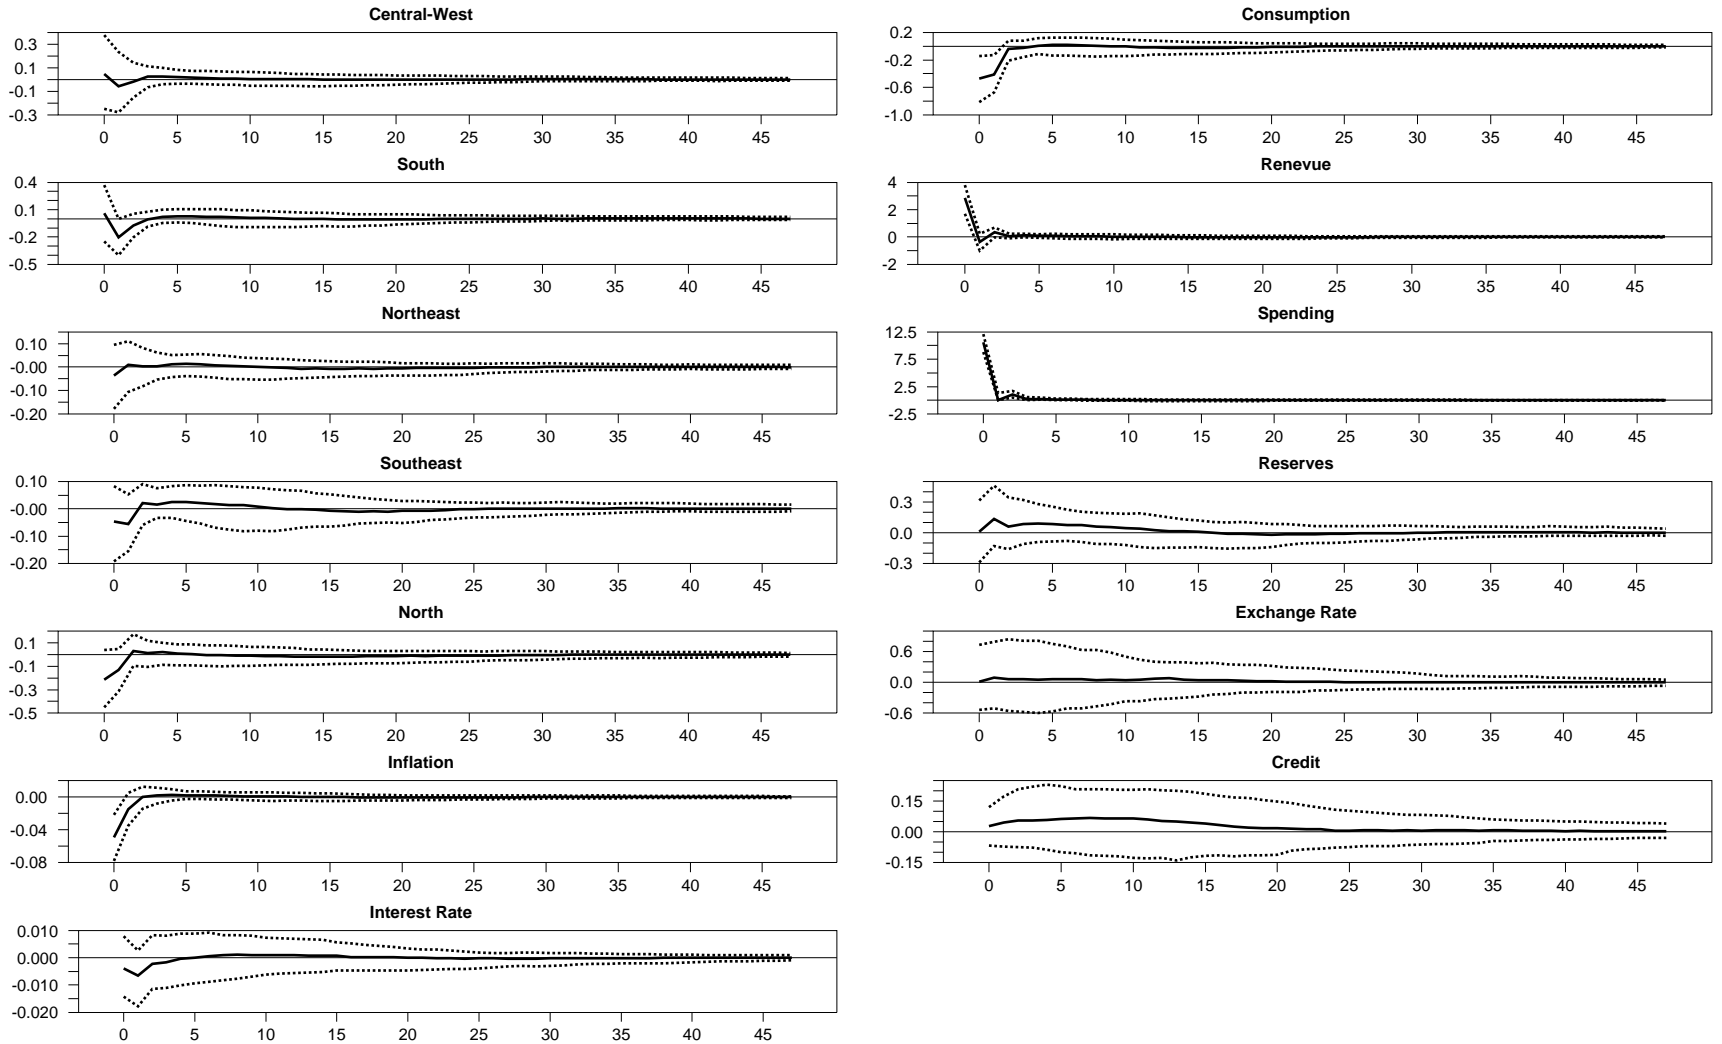 Central-West
0.3
0.1
-0.1
-0.3
0 5 10 15 20 25 30 35 40 45
South
0.4
0.1
-0.2
-0.5
0 5 10 15 20 25 30 35 40 45
Northeast
0.10
-0.00
-0.10
-0.20
0 5 10 15 20 25 30 35 40 45
Southeast
0.10
-0.00
-0.10
-0.20
0 5 10 15 20 25 30 35 40 45
North
0.1
-0.1
-0.3
-0.5
0 5 10 15 20 25 30 35 40 45
Inflation
0.00
-0.04
-0.08
0 5 10 15 20 25 30 35 40 45
Interest Rate
0.010
0.000
-0.010
-0.020
0 5 10 15 20 25 30 35 40 45
Consumption
0.2
-0.2
-0.6
-1.0
0 5 10 15 20 25 30 35 40 45
Renevue
4
2
0
-2
0 5 10 15 20 25 30 35 40 45
Spending
12.5
7.5
2.5
-2.5
0 5 10 15 20 25 30 35 40 45
Reserves
0.3
0.0
-0.3
0 5 10 15 20 25 30 35 40 45
Exchange Rate
0.6
0.0
-0.6
0 5 10 15 20 25 30 35 40 45
Credit
0.15
0.00
-0.15
0 5 10 15 20 25 30 35 40 45